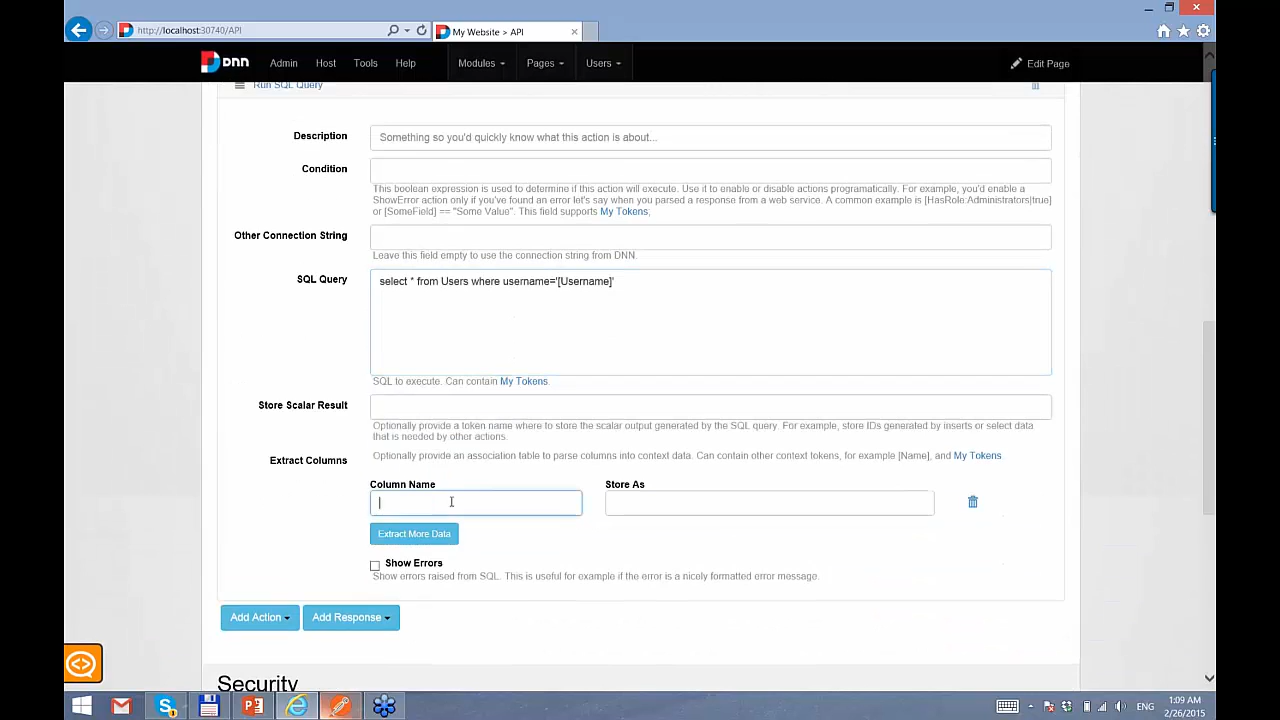 http://localhost:30740/API
My Website > API
DNN
Admin
Host
Tools
Help
Modules
Pages
Users
Edit Page
Run SQL Query
Description
Something so you'd quickly know what this action is about...
Condition
This boolean expression is used to determine if this action will execute. Use it to enable or disable actions programatically. For example, you'd enable a
ShowError action only if you've found an error let's say when you parsed a response from a web service. A common example is [HasRole:Administrators|true]
or [SomeField] == "Some Value". This field supports My Tokens;
Other Connection String
Leave this field empty to use the connection string from DNN.
SQL Query
select * from Users where username='[Username]'
SQL to execute. Can contain My Tokens.
Store Scalar Result
Optionally provide a token name where to store the scalar output generated by the SQL query. For example, store IDs generated by inserts or select data
that is needed by other actions.
Extract Columns
Optionally provide an association table to parse columns into context data. Can contain other context tokens, for example [Name], and My Tokens.
Column Name
Store As
Extract More Data
Show Errors
Show errors raised from SQL. This is useful for example if the error is a nicely formatted error message.
Add Action
Add Response
Security
ENG
1:09 AM
2/26/2015